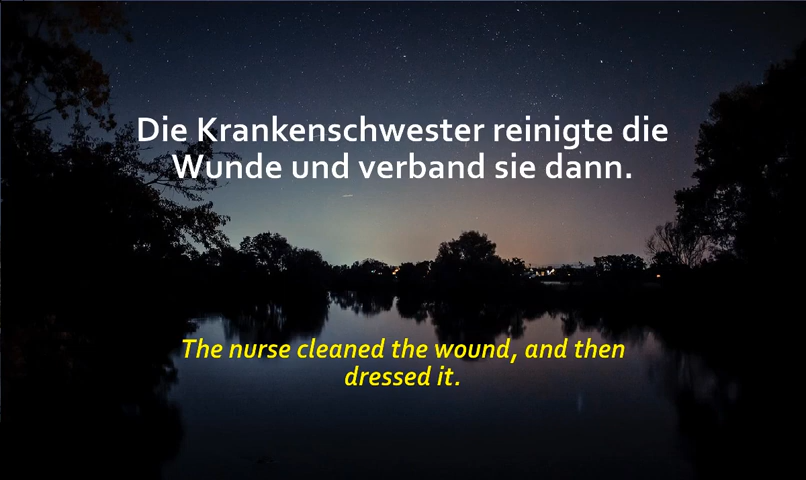 Die Krankenschwester reinigte die
Wunde und verband sie dann.
The nurse cleaned the wound, and then
dressed it.